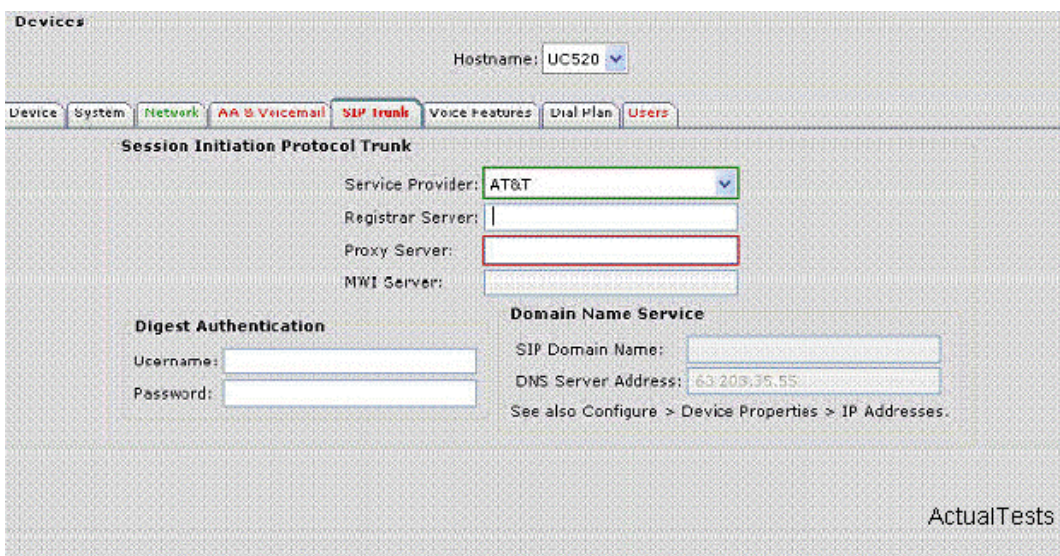 Devices
Hostname: UC520
Device System Network AA & Voicemail SIP Trunk Voice Features Dial Plan Users
Session Initiation Protocol Trunk
Service Provider: AT&T
Registrar Server:
Proxy Server:
MWI Server:
Digest Authentication
Username:
Password:
Domain Name Service
SIP Domain Name:
DNS Server Address: 63.203.35.55
See also Configure > Device Properties > IP Addresses.
ActualTests